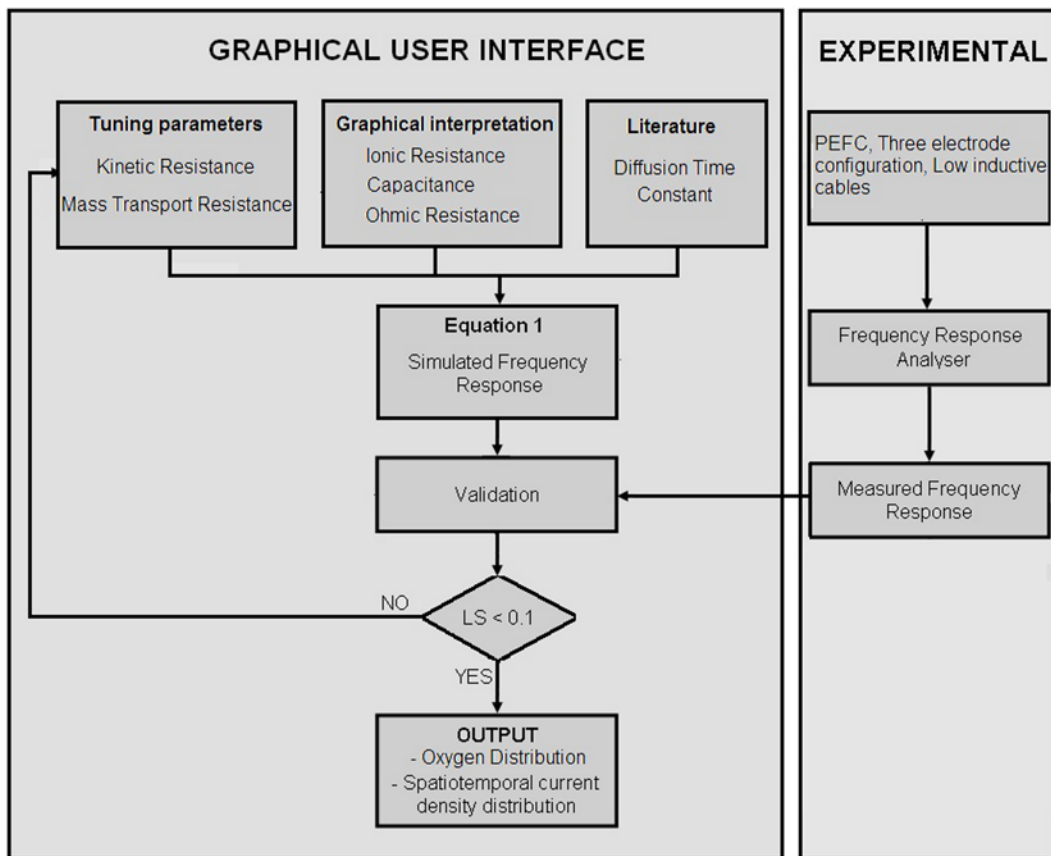 GRAPHICAL USER INTERFACE
Tuning parameters
Kinetic Resistance
Mass Transport Resistance
Graphical interpretation
Ionic Resistance
Capacitance
Ohmic Resistance
Literature
Diffusion Time
Constant
Equation 1
Simulated Frequency
Response
Validation
LS < 0.1
NO
YES
OUTPUT
- Oxygen Distribution
- Spatiotemporal current
density distribution
EXPERIMENTAL
PEFC, Three electrode
configuration, Low inductive
cables
Frequency Response
Analyser
Measured Frequency
Response